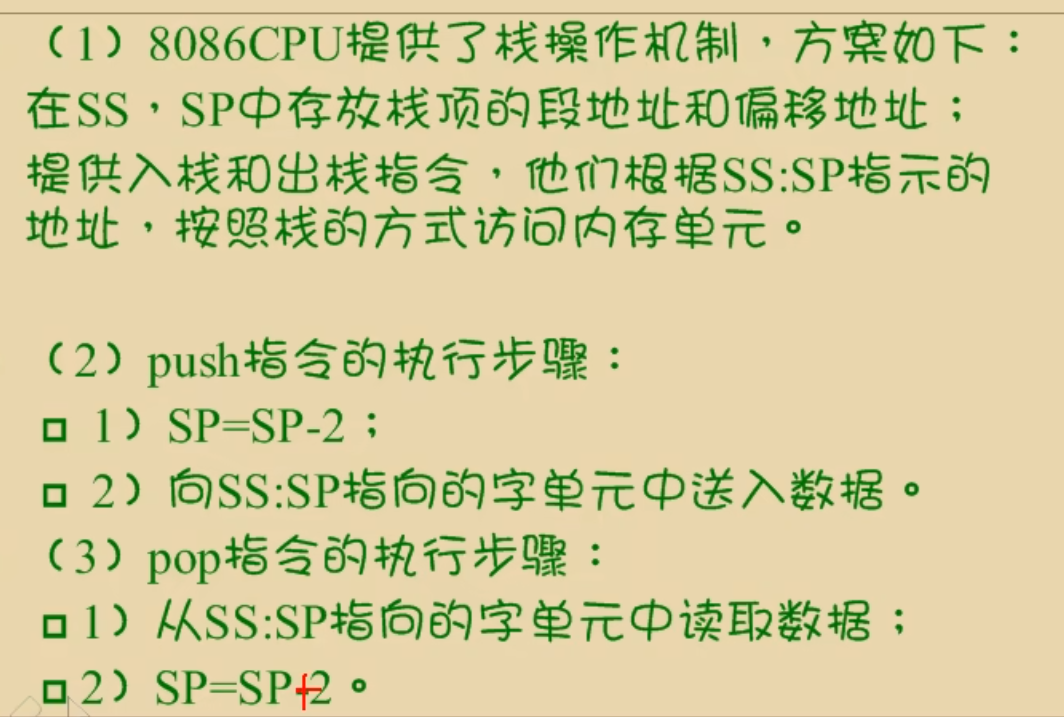 （1）8086CPU提供了栈操作机制，方案如下：
在SS，SP中存放栈顶的段地址和偏移地址；
提供入栈和出栈指令，他们根据SS:SP指示的
地址，按照栈的方式访问内存单元。
（2）push指令的执行步骤：
1）SP=SP-2；
2）向SS:SP指向的字单元中送入数据。
（3）pop指令的执行步骤：
1）从SS:SP指向的字单元中读取数据；
2）SP=SP+2。